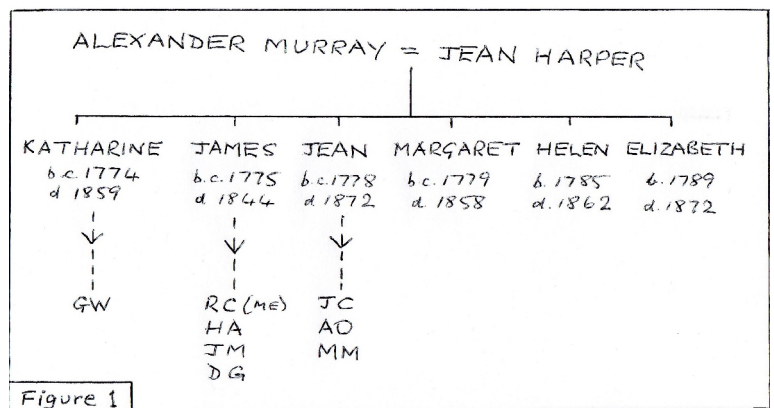 ALEXANDER MURRAY = JEAN HARPER
KATHARINE JAMES JEAN MARGARET HELEN ELIZABETH
b.c. 1774 b.c. 1775 b.c. 1778 b.c. 1779 b. 1785 b. 1789
d 1859 d 1844 d. 1872 d. 1858 d. 1862 d. 1872
GW RC (ME) JC
HA AO
JM MM
DG
Figure 1